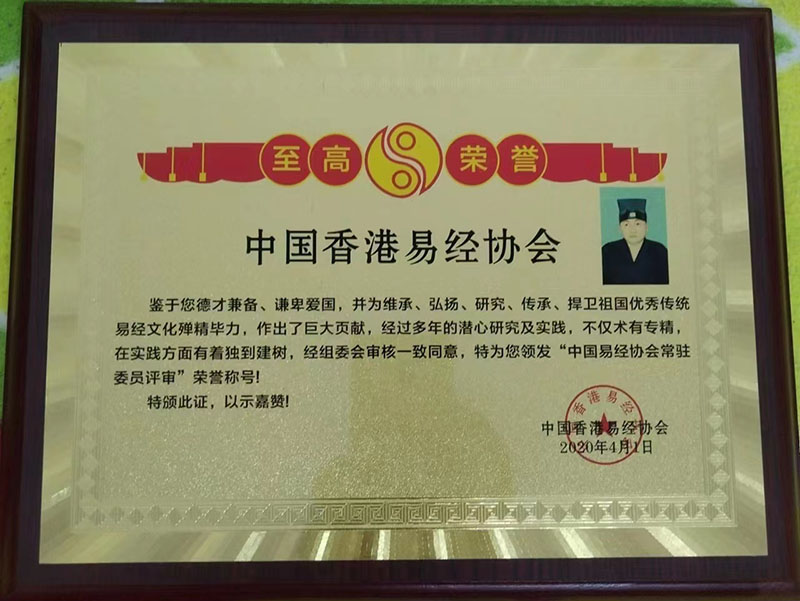 至高荣誉
中国香港易经协会
鉴于您德才兼备、谦卑爱国，并为维承、弘扬、研究、传承、捍卫祖国优秀传统
易经文化殚精毕力，作出了巨大页献，经过多年的潜心研究及实践，不仅术有专精，
在实践方面有着独到建树，经组委会审核一致同意，特为您领发“中国易经协会常驻
委员评审”荣誉称号!
特颁此证，以示嘉赞!
香港易经
中国香港易经协会
2020年4月1日